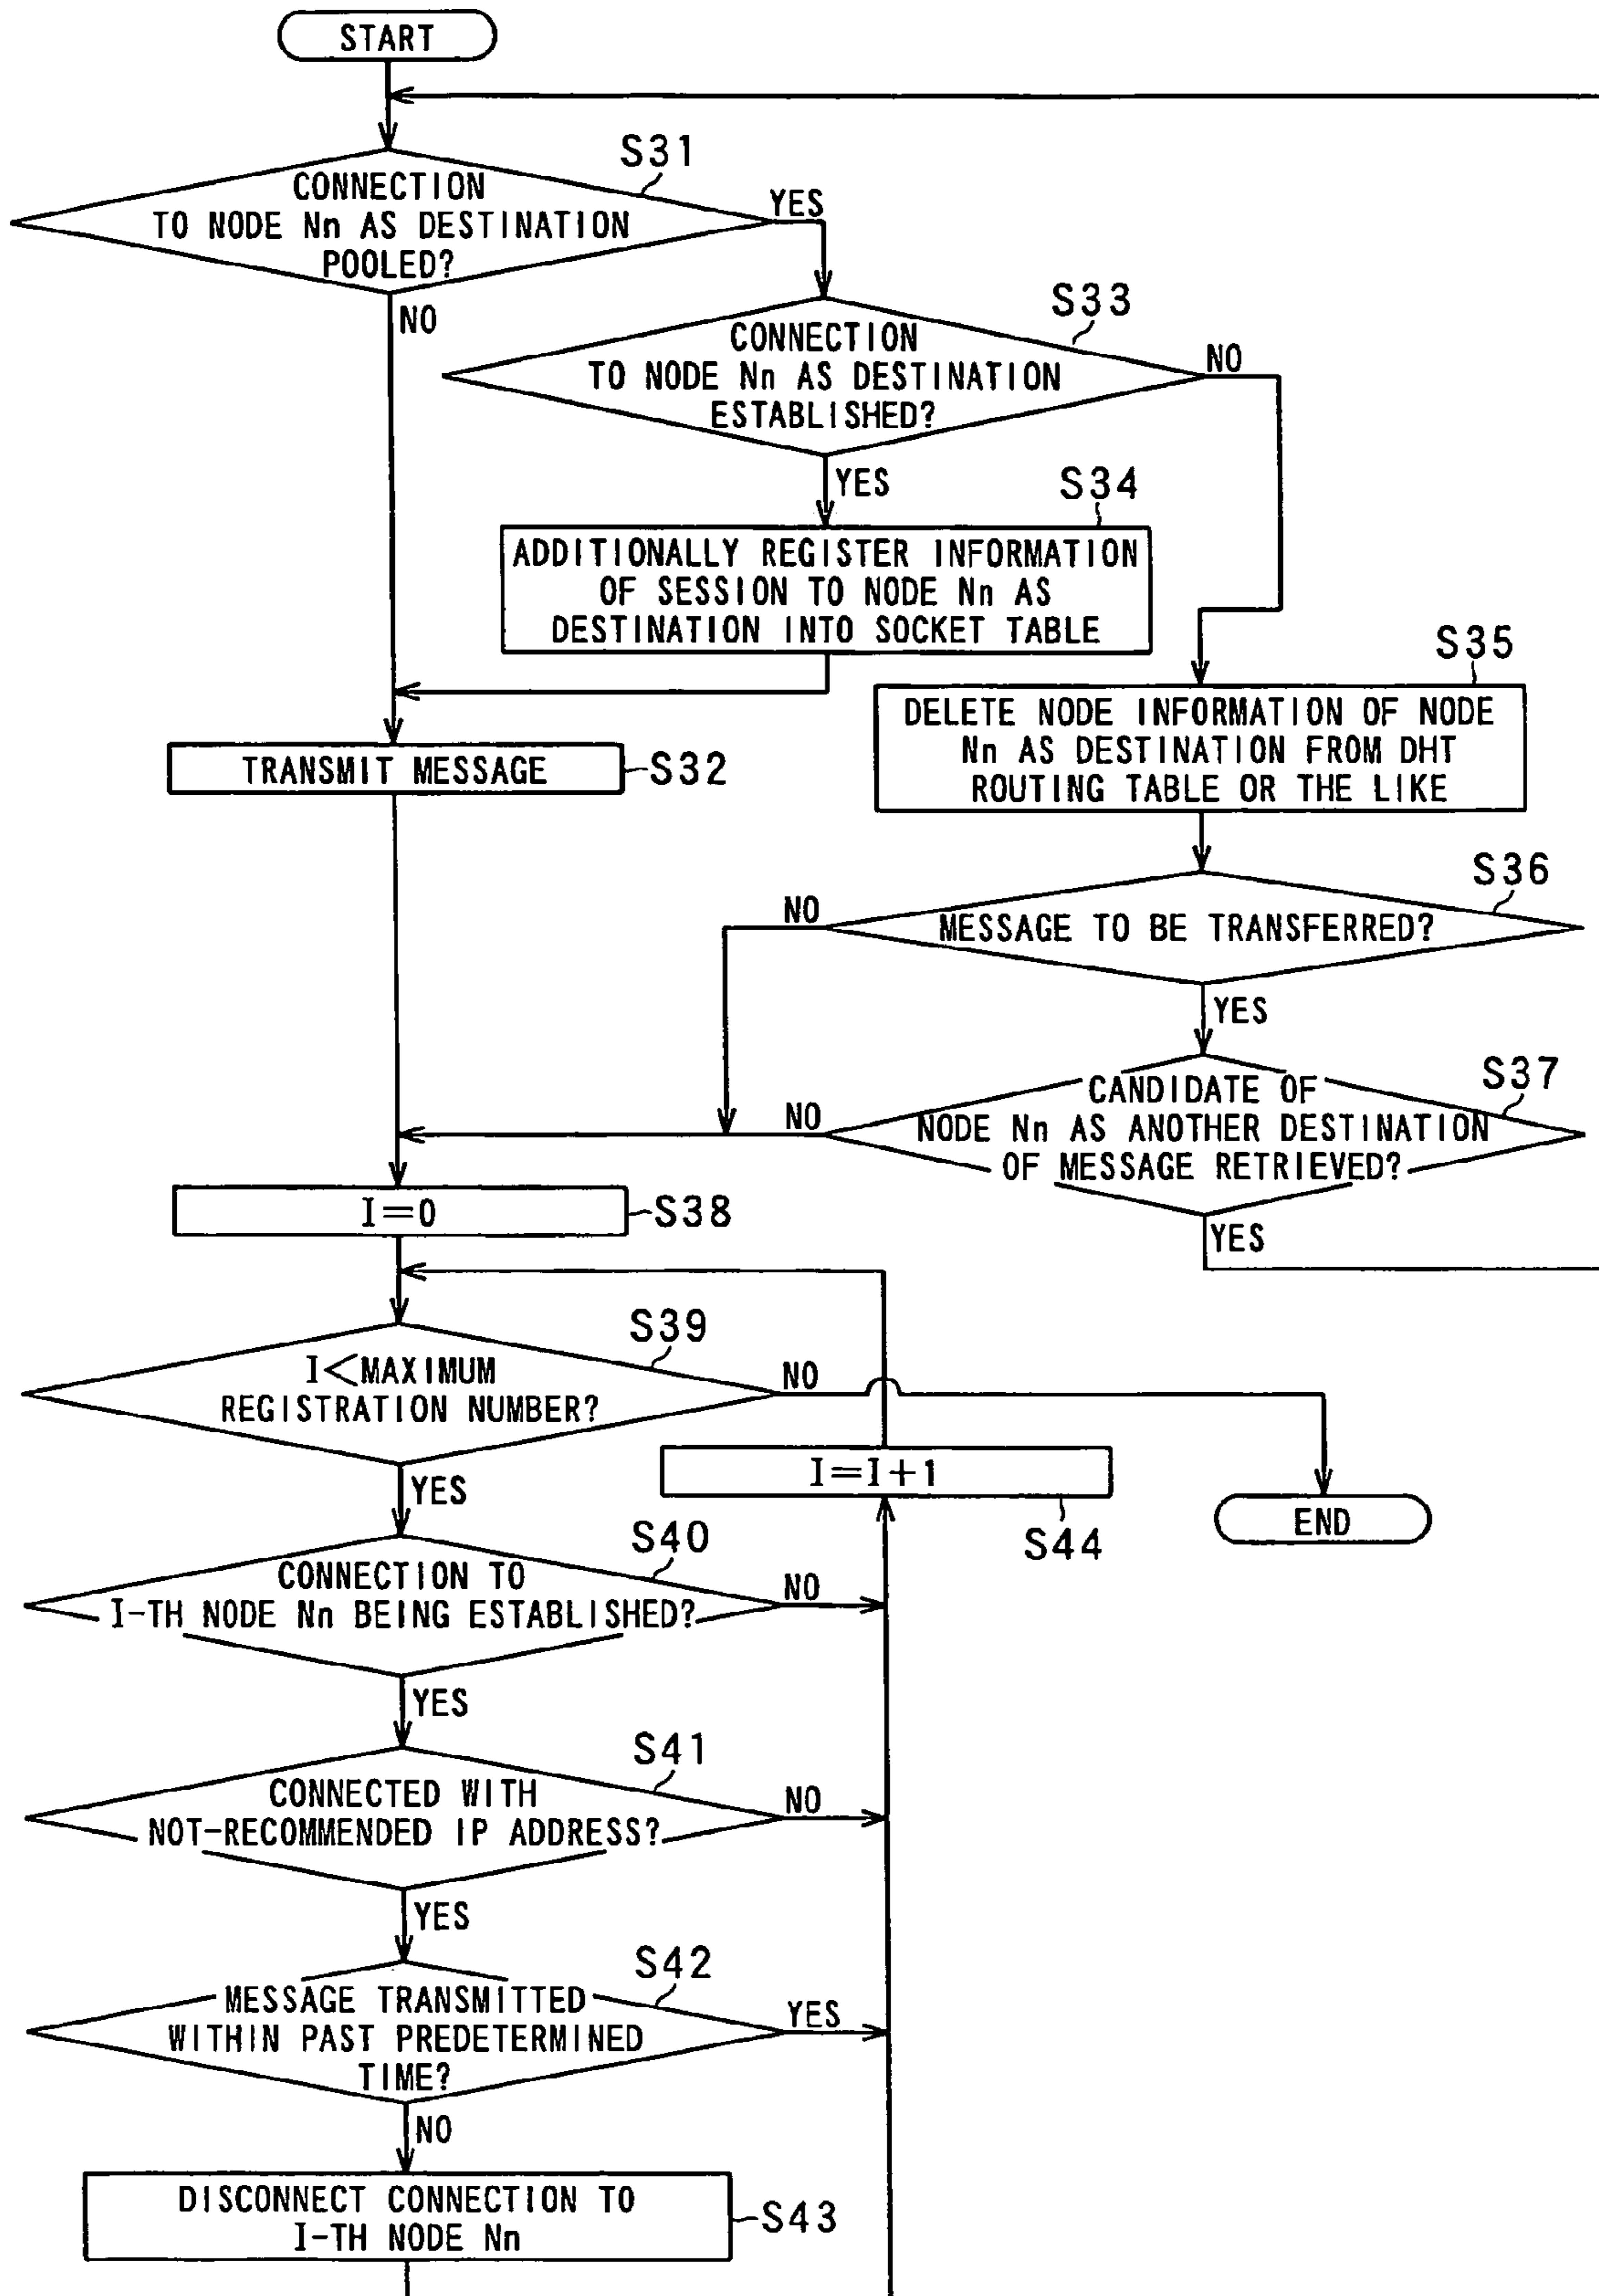 START
S31
CONNECTION
TO NODE Nn AS DESTINATION
POOLED?
YES
NO
S33
CONNECTION
TO NODE Nn AS DESTINATION
ESTABLISHED?
NO
YES
S34
ADDITIONALLY REGISTER INFORMATION
OF SESSION TO NODE Nn AS
DESTINATION INTO SOCKET TABLE
S35
DELETE NODE INFORMATION OF NODE
Nn AS DESTINATION FROM DHT
ROUTING TABLE OR THE LIKE
TRANSMIT MESSAGE
S32
S36
NO
MESSAGE TO BE TRANSFERRED?
YES
S37
CANDIDATE OF
NO
NODE Nn AS ANOTHER DESTINATION
OF MESSAGE RETRIEVED?
YES
I=0
S38
S39
I<MAXIMUM
REGISTRATION NUMBER?
NO
YES
I=I+1
S44
END
S40
CONNECTION TO
I-TH NODE Nn BEING ESTABLISHED?
NO
YES
S41
CONNECTED WITH
NOT-RECOMMENDED IP ADDRESS?
NO
YES
S42
MESSAGE TRANSMITTED
WITHIN PAST PREDETERMINED
TIME?
YES
NO
DISCONNECT CONNECTION TO
I-TH NODE Nn
S43